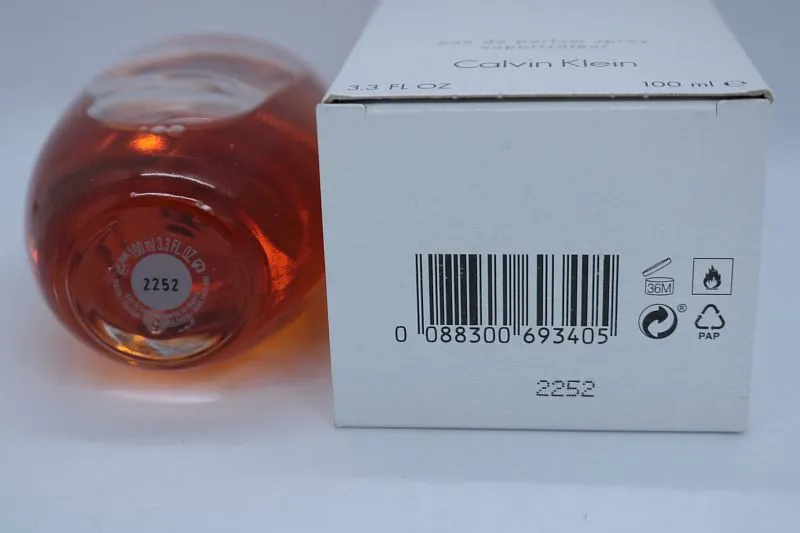 eau de parfum spray
vaporisateur
Calvin Klein
3.3 FL OZ 100 ml e
100 ml 3.3 FL.OZ.
2252
36M
®
PAP
0 088300 693405
2252